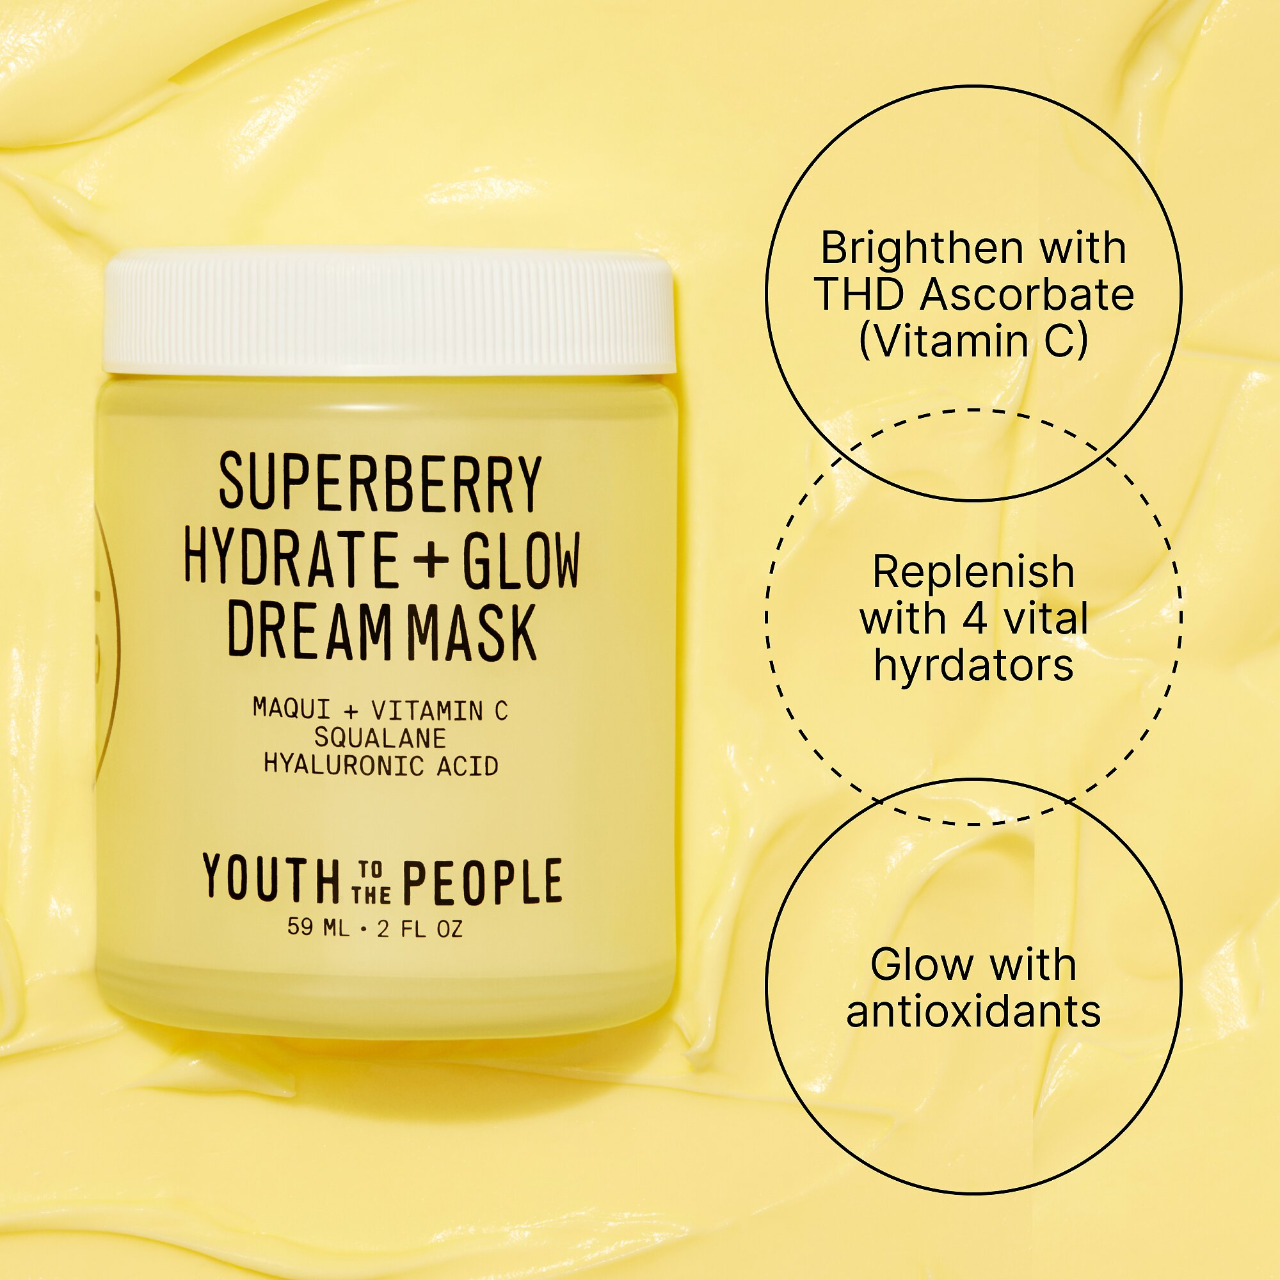 SUPERBERRY
HYDRATE + GLOW
DREAM MASK
MAQUI + VITAMIN C
SQUALANE
HYALURONIC ACID
YOUTH TO THE PEOPLE
59 ML • 2 FL OZ
Brighthen with
THD Ascorbate
(Vitamin C)
Replenish
with 4 vital
hyrdators
Glow with
antioxidants